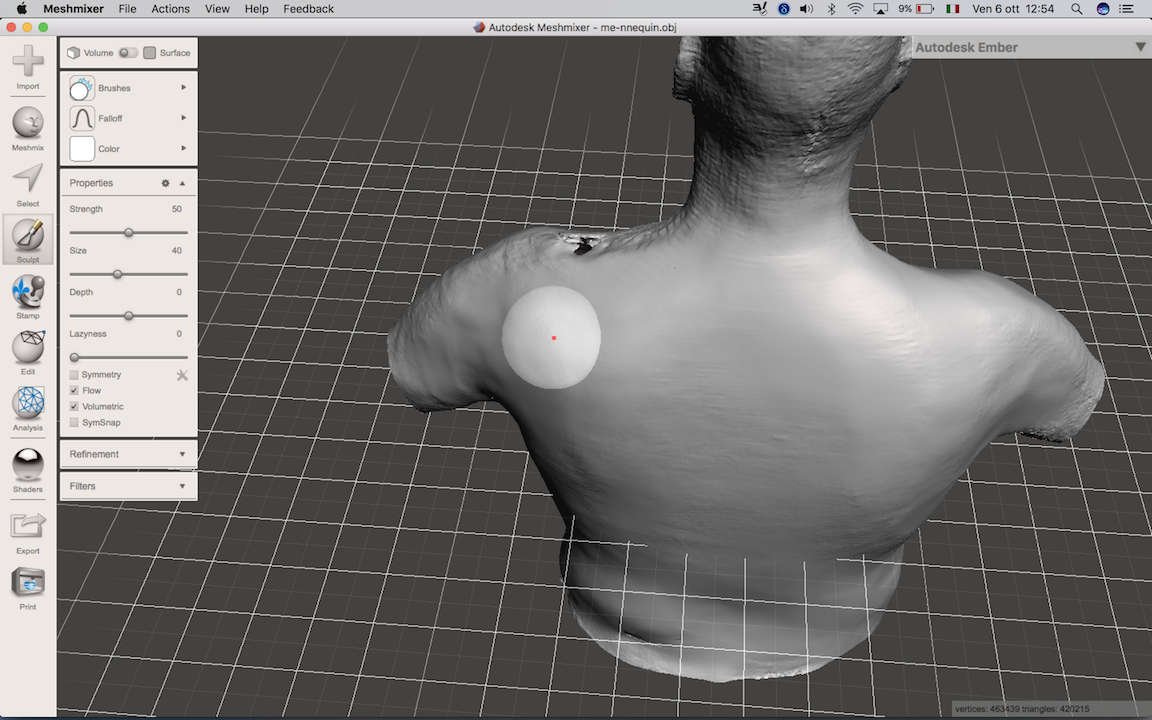 Meshmixer File Actions View Help Feedback 9% Ven 6 ott 12:54
Autodesk Meshmixer - me-nnequin.obj
Import
Meshmix
Select
Sculpt
Stamp
Edit
Analysis
Shaders
Export
Print
Volume Surface
Brushes
Falloff
Color
Properties
Strength 50
Size 40
Depth 0
Lazyness 0
Symmetry
Flow
Volumetric
SymSnap
Refinement
Filters
Autodesk Ember
vertices: 463439 triangles: 420215